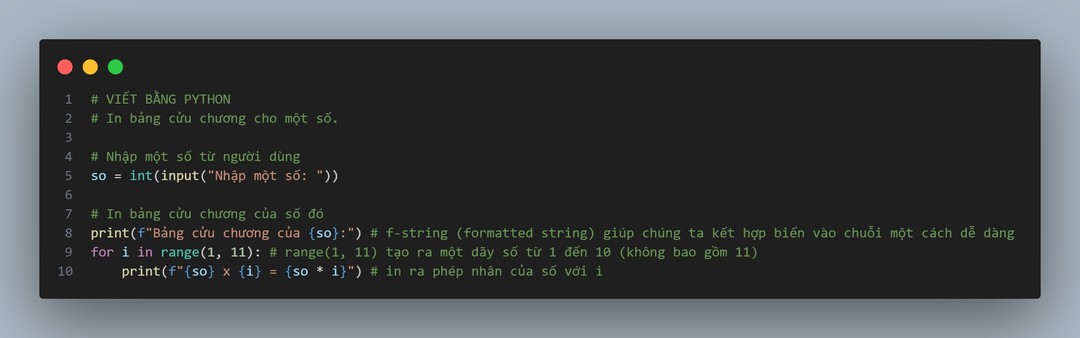 1 # VIẾT BẰNG PYTHON
2 # In bảng cửu chương cho một số.
3
4 # Nhập một số từ người dùng
5 so = int(input("Nhập một số: "))
6
7 # In bảng cửu chương của số đó
8 print(f"Bảng cửu chương của {so}:") # f-string (formatted string) giúp chúng ta kết hợp biến vào chuỗi một cách dễ dàng
9 for i in range(1, 11): # range(1, 11) tạo ra một dãy số từ 1 đến 10 (không bao gồm 11)
10     print(f"{so} x {i} = {so * i}") # in ra phép nhân của số với i